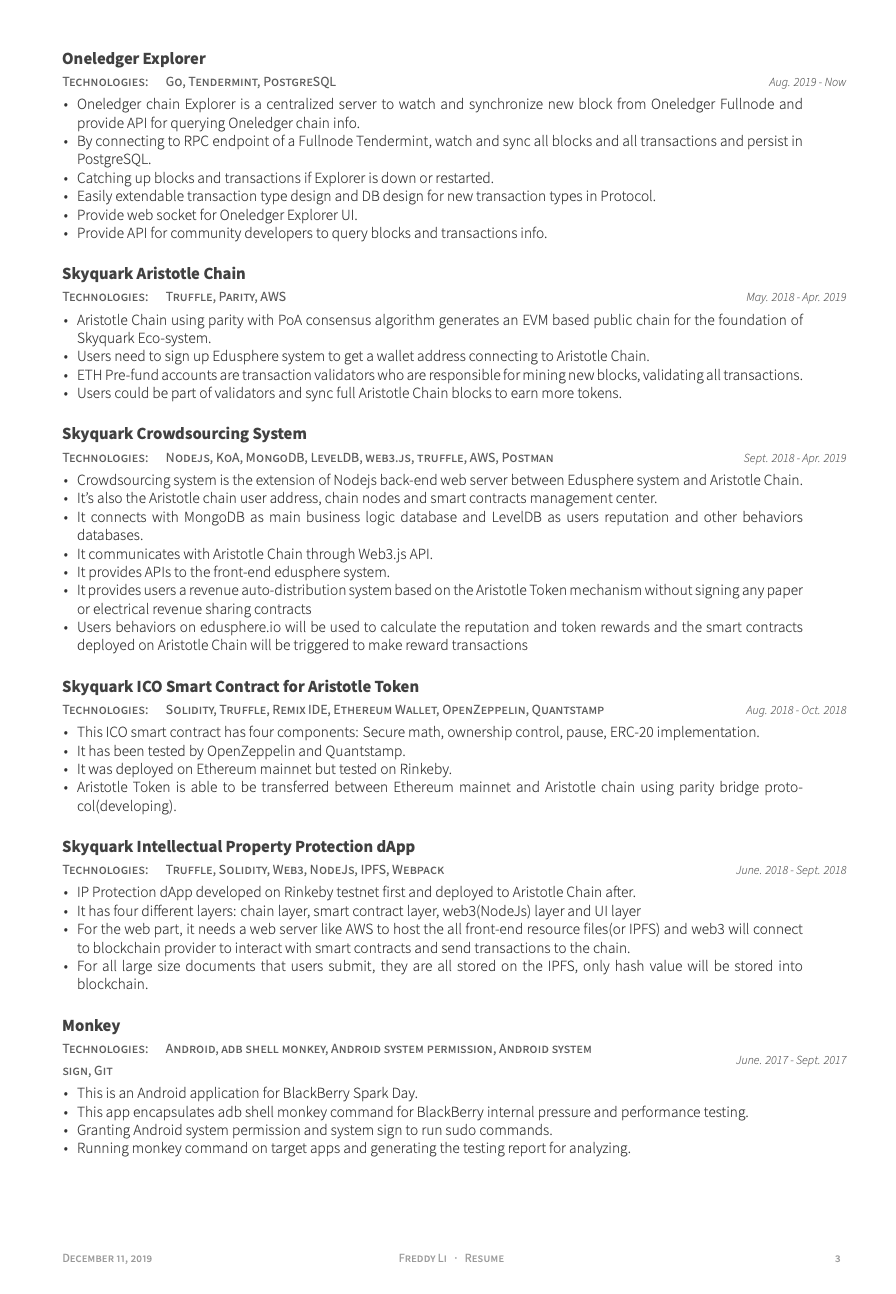 Oneledger Explorer
Technologies: Go, Tendermint, PostgreSQL Aug. 2019 - Now
• Oneledger chain Explorer is a centralized server to watch and synchronize new block from Oneledger Fullnode and
provide API for querying Oneledger chain info.
• By connecting to RPC endpoint of a Fullnode Tendermint, watch and sync all blocks and all transactions and persist in
PostgreSQL.
• Catching up blocks and transactions if Explorer is down or restarted.
• Easily extendable transaction type design and DB design for new transaction types in Protocol.
• Provide web socket for Oneledger Explorer UI.
• Provide API for community developers to query blocks and transactions info.
Skyquark Aristotle Chain
Technologies: Truffle, Parity, AWS May. 2018 - Apr. 2019
• Aristotle Chain using parity with PoA consensus algorithm generates an EVM based public chain for the foundation of
Skyquark Eco-system.
• Users need to sign up Edusphere system to get a wallet address connecting to Aristotle Chain.
• ETH Pre-fund accounts are transaction validators who are responsible for mining new blocks, validating all transactions.
• Users could be part of validators and sync full Aristotle Chain blocks to earn more tokens.
Skyquark Crowdsourcing System
Technologies: Nodejs, KoA, MongoDB, LevelDB, web3.js, truffle, AWS, Postman Sept. 2018 - Apr. 2019
• Crowdsourcing system is the extension of Nodejs back-end web server between Edusphere system and Aristotle Chain.
• It's also the Aristotle chain user address, chain nodes and smart contracts management center.
• It connects with MongoDB as main business logic database and LevelDB as users reputation and other behaviors
databases.
• It communicates with Aristotle Chain through Web3.js API.
• It provides APIs to the front-end edusphere system.
• It provides users a revenue auto-distribution system based on the Aristotle Token mechanism without signing any paper
or electrical revenue sharing contracts
• Users behaviors on edusphere.io will be used to calculate the reputation and token rewards and the smart contracts
deployed on Aristotle Chain will be triggered to make reward transactions
Skyquark ICO Smart Contract for Aristotle Token
Technologies: Solidity, Truffle, Remix IDE, Ethereum Wallet, OpenZeppelin, Quantstamp Aug. 2018 - Oct. 2018
• This ICO smart contract has four components: Secure math, ownership control, pause, ERC-20 implementation.
• It has been tested by OpenZeppelin and Quantstamp.
• It was deployed on Ethereum mainnet but tested on Rinkeby.
• Aristotle Token is able to be transferred between Ethereum mainnet and Aristotle chain using parity bridge proto-
col(developing).
Skyquark Intellectual Property Protection dApp
Technologies: Truffle, Solidity, Web3, NodeJs, IPFS, Webpack June. 2018 - Sept. 2018
• IP Protection dApp developed on Rinkeby testnet first and deployed to Aristotle Chain after.
• It has four different layers: chain layer, smart contract layer, web3(NodeJs) layer and UI layer
• For the web part, it needs a web server like AWS to host the all front-end resource files(or IPFS) and web3 will connect
to blockchain provider to interact with smart contracts and send transactions to the chain.
• For all large size documents that users submit, they are all stored on the IPFS, only hash value will be stored into
blockchain.
Monkey
Technologies: Android, adb shell monkey, Android system permission, Android system
sign, Git June. 2017 - Sept. 2017
• This is an Android application for BlackBerry Spark Day.
• This app encapsulates adb shell monkey command for BlackBerry internal pressure and performance testing.
• Granting Android system permission and system sign to run sudo commands.
• Running monkey command on target apps and generating the testing report for analyzing.
December 11, 2019 Freddy Li · Resume 3